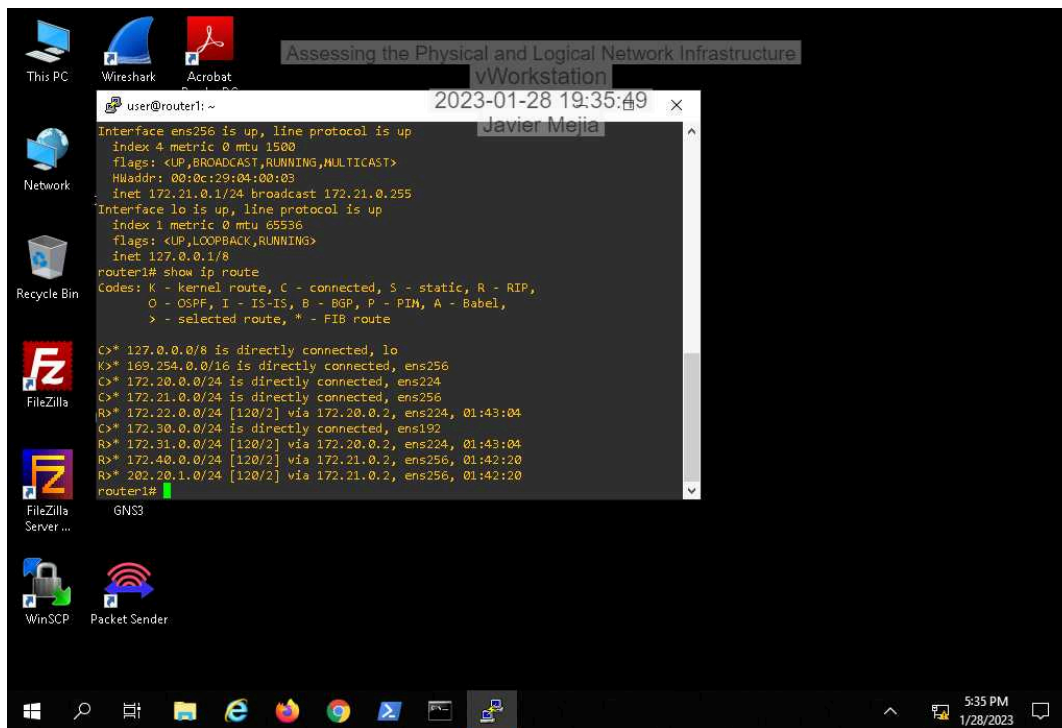 Assessing the Physical and Logical Network Infrastructure
vWorkstation
2023-01-28 19:35:49
Javier Mejia
This PC
Wireshark
Acrobat
Network
Recycle Bin
FileZilla
FileZilla
Server ...
GNS3
WinSCP
Packet Sender
user@router1: ~
Interface ens256 is up, line protocol is up
index 4 metric 0 mtu 1500
flags: <UP,BROADCAST,RUNNING,MULTICAST>
HWaddr: 00:0c:29:04:00:03
inet 172.21.0.1/24 broadcast 172.21.0.255
Interface lo is up, line protocol is up
index 1 metric 0 mtu 65536
flags: <UP,LOOPBACK,RUNNING>
inet 127.0.0.1/8
router1# show ip route
Codes: K - kernel route, C - connected, S - static, R - RIP,
O - OSPF, I - IS-IS, B - BGP, P - PIM, A - Babel,
> - selected route, * - FIB route
C>* 127.0.0.0/8 is directly connected, lo
K>* 169.254.0.0/16 is directly connected, ens256
C>* 172.20.0.0/24 is directly connected, ens224
C>* 172.21.0.0/24 is directly connected, ens256
R>* 172.22.0.0/24 [120/2] via 172.20.0.2, ens224, 01:43:04
C>* 172.30.0.0/24 is directly connected, ens192
R>* 172.31.0.0/24 [120/2] via 172.20.0.2, ens224, 01:43:04
R>* 172.40.0.0/24 [120/2] via 172.21.0.2, ens256, 01:42:20
R>* 202.20.1.0/24 [120/2] via 172.21.0.2, ens256, 01:42:20
router1#
5:35 PM
1/28/2023